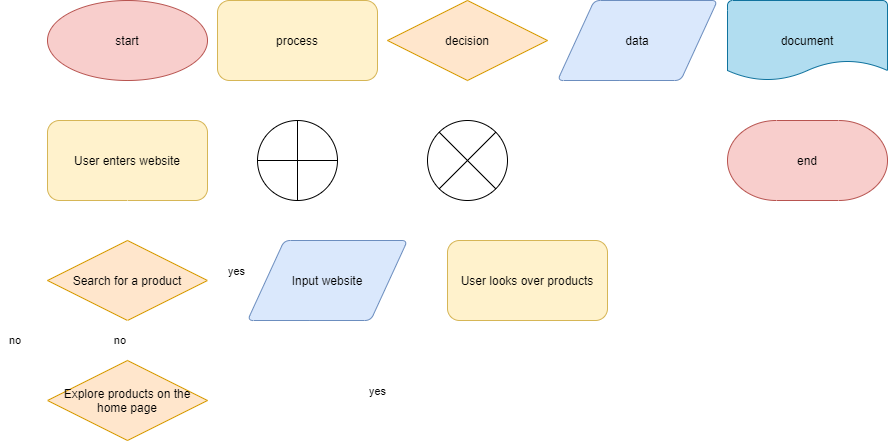 start
process
decision
data
document
User enters website
end
Search for a product
yes
Input website
User looks over products
no
no
Explore products on the
home page
yes